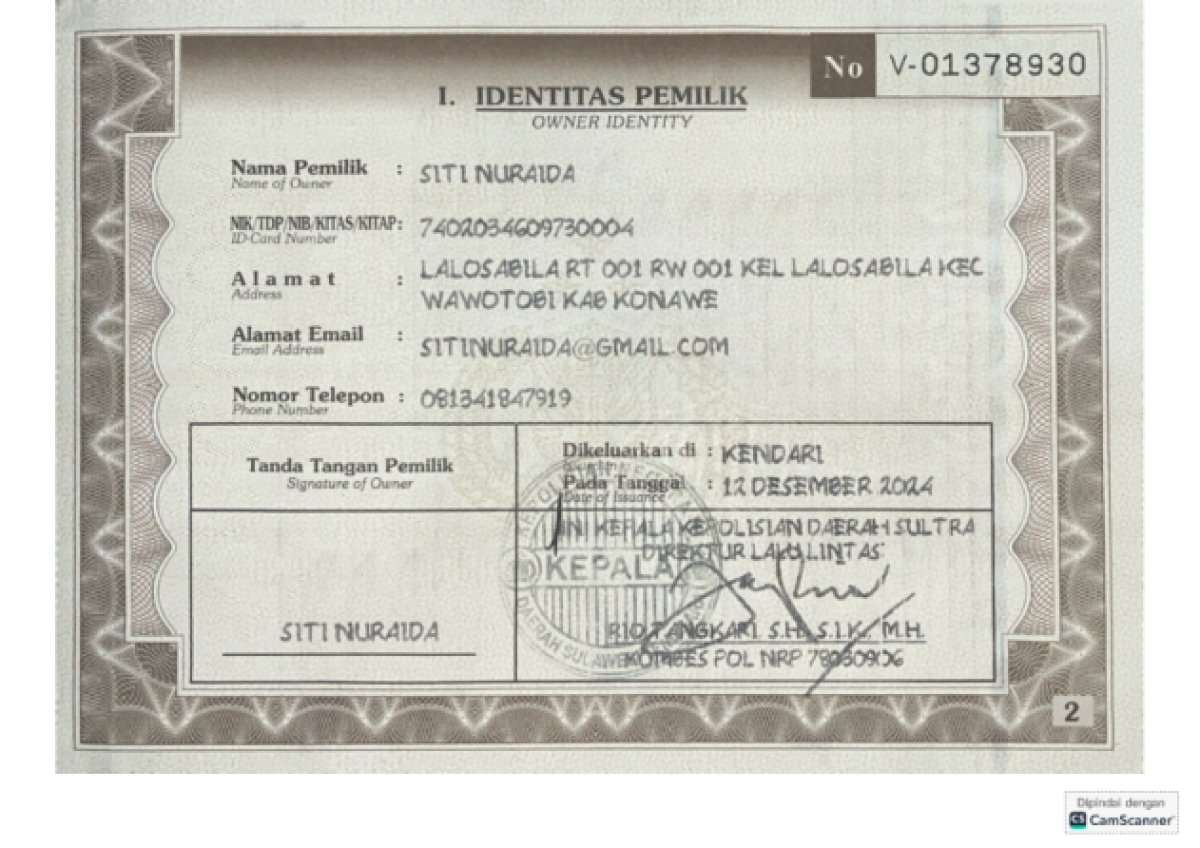 No V-01378930
I. IDENTITAS PEMILIK
OWNER IDENTITY
Nama Pemilik : SITI NURAIDA
Name of Owner
NIK/TDP/NIB/KITAS/KITAP: 7402034609730004
ID-Card Number
Alamat : LALOSABILA RT 001 RW 001 KEL LALOSABILA KEC
Address
WAWOTOBI KAB KONAWE
Alamat Email : SITINURAIDA@GMAIL.COM
Email Address
Nomor Telepon : 081341847919
Phone Number
Tanda Tangan Pemilik
Signature of Owner
SITI NURAIDA
Dikeluarkan di : KENDARI
Pada Tanggal : 12 DESEMBER 2024
Date of Issuance
KEPALA KEPOLISIAN DAERAH SULTRA
DIREKTUR LALU LINTAS
KEPALA
RIO TANGKARI, S.H., S.I.K., M.H.
KOMBES POL NRP
2
Dipindai dengan
CS CamScanner